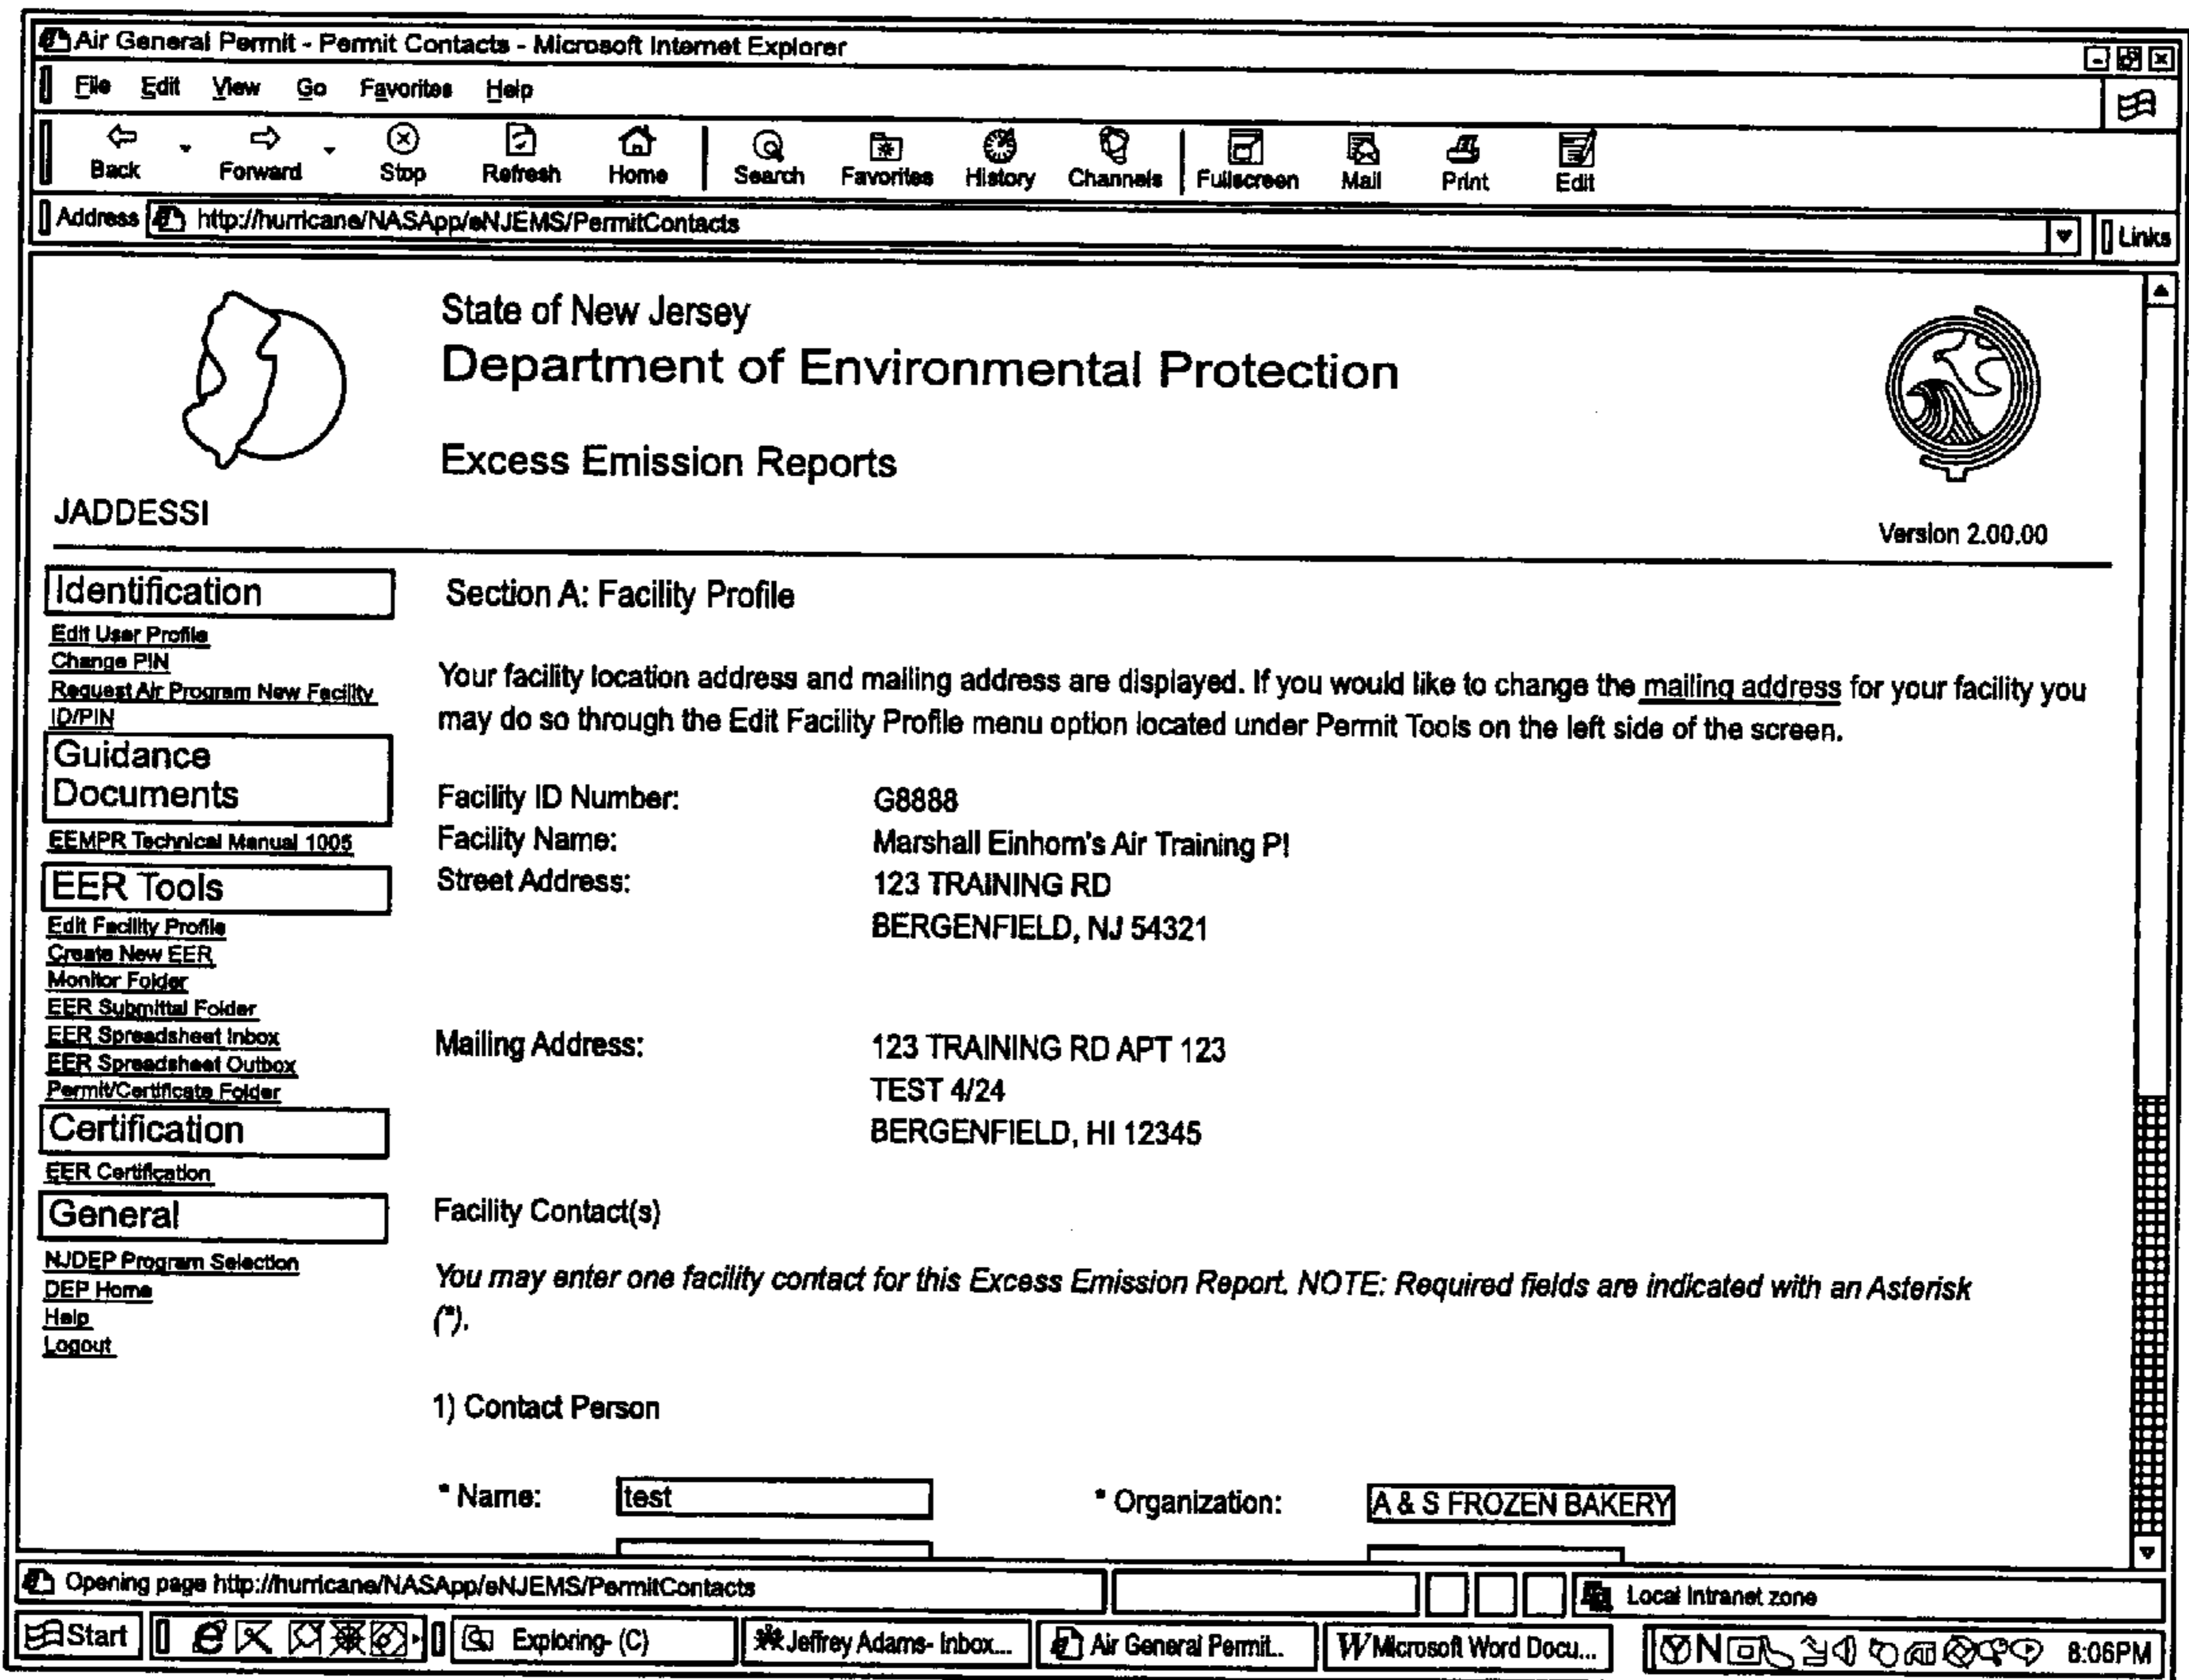 Air General Permit - Permit Contacts - Microsoft Internet Explorer
File Edit View Go Favorites Help
Back Forward Stop Refresh Home Search Favorites History Channels Fullscreen Mail Print Edit
Address http://hurricane/NASApp/eNJEMS/PermitContacts Links
State of New Jersey
Department of Environmental Protection
Excess Emission Reports
JADDESSI
Version 2.00.00
Identification
Edit User Profile
Change PIN
Request Air Program New Facility
ID/PIN
Guidance
Documents
EEMPR Technical Manual 1005
EER Tools
Edit Facility Profile
Create New EER
Monitor Folder
EER Submittal Folder
EER Spreadsheet Inbox
EER Spreadsheet Outbox
Permit/Certificate Folder
Certification
EER Certification
General
NJDEP Program Selection
DEP Home
Help
Logout
Section A: Facility Profile
Your facility location address and mailing address are displayed. If you would like to change the mailing address for your facility you
may do so through the Edit Facility Profile menu option located under Permit Tools on the left side of the screen.
Facility ID Number: G8888
Facility Name: Marshall Einhorn's Air Training Pl
Street Address: 123 TRAINING RD
BERGENFIELD, NJ 54321
Mailing Address: 123 TRAINING RD APT 123
TEST 4/24
BERGENFIELD, HI 12345
Facility Contact(s)
You may enter one facility contact for this Excess Emission Report. NOTE: Required fields are indicated with an Asterisk
(*).
1) Contact Person
* Name: test * Organization: A & S FROZEN BAKERY
Opening page http://hurricane/NASApp/eNJEMS/PermitContacts Local intranet zone
Start Exploring- (C) Jeffrey Adams- Inbox... Air General Permit.. W Microsoft Word Docu... N 8:06PM